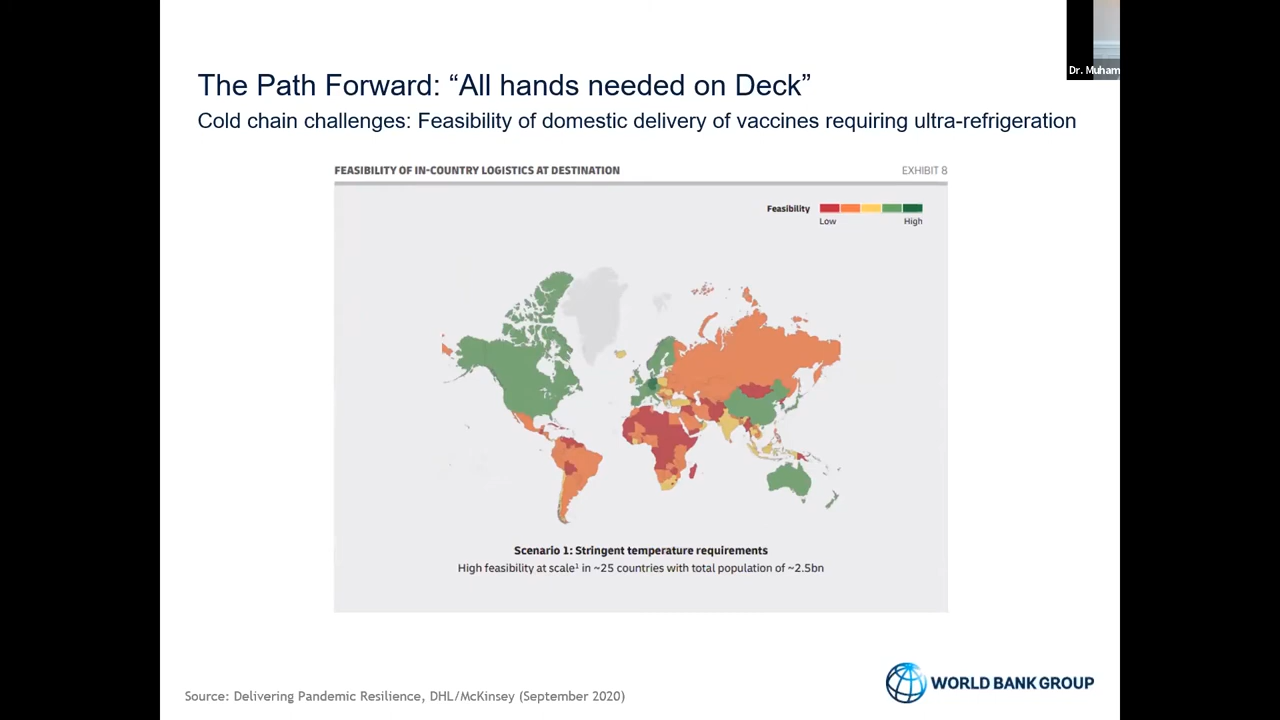 Dr. Muham
The Path Forward: “All hands needed on Deck”
Cold chain challenges: Feasibility of domestic delivery of vaccines requiring ultra-refrigeration
FEASIBILITY OF IN-COUNTRY LOGISTICS AT DESTINATION EXHIBIT 8
Feasibility
Low High
Scenario 1: Stringent temperature requirements
High feasibility at scale¹ in ~25 countries with total population of ~2.5bn
Source: Delivering Pandemic Resilience, DHL/McKinsey (September 2020)
WORLD BANK GROUP